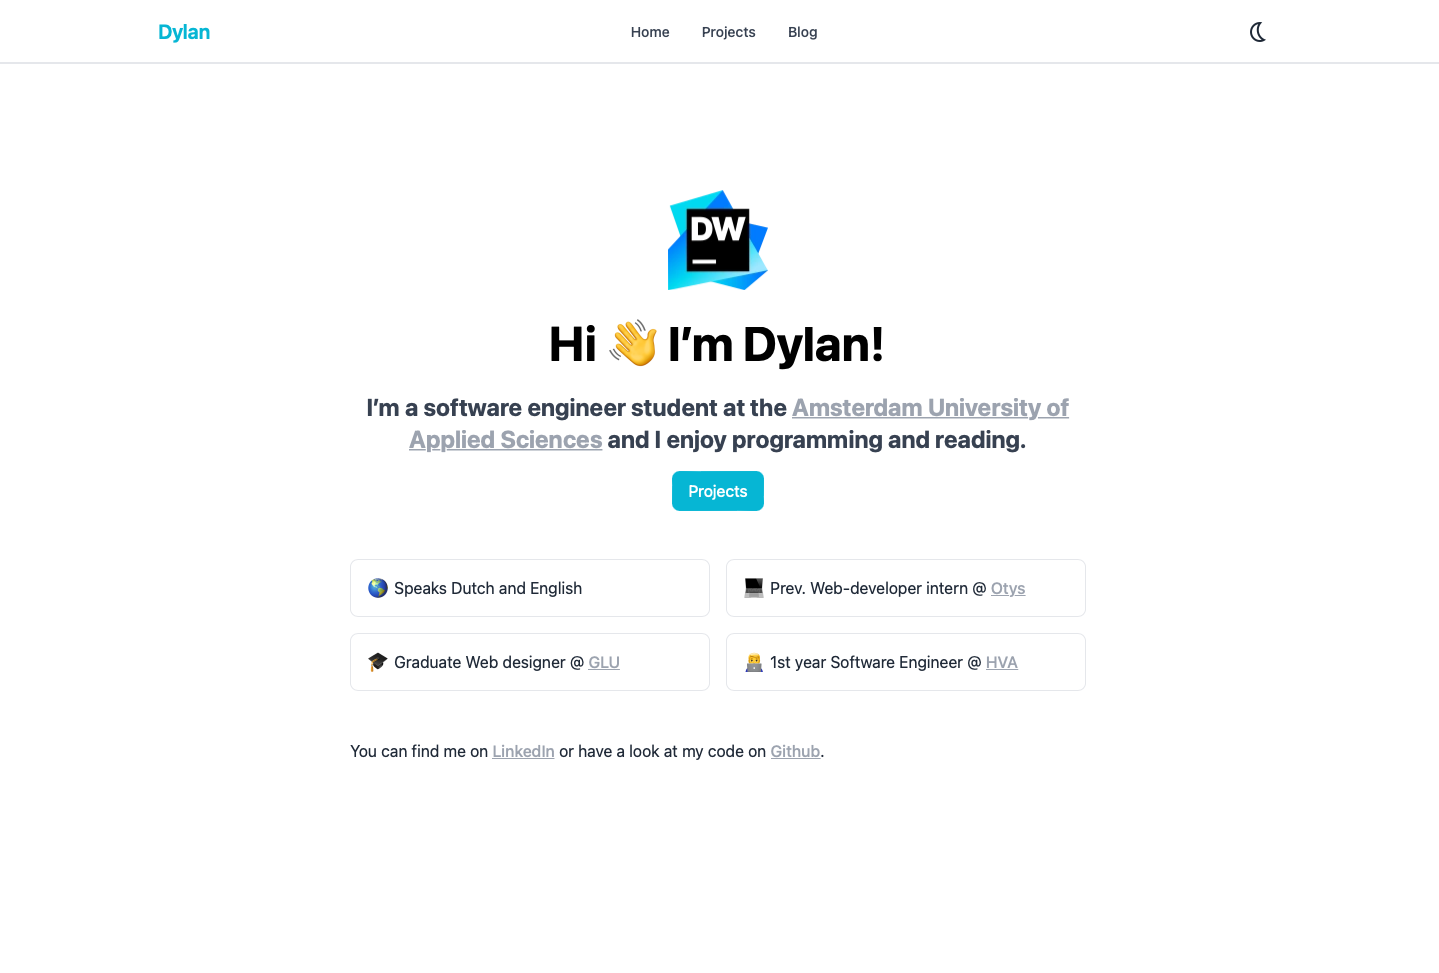 Dylan
Home
Projects
Blog
DW
Hi 👋 I'm Dylan!
I'm a software engineer student at the Amsterdam University of
Applied Sciences and I enjoy programming and reading.
Projects
🌎 Speaks Dutch and English
💻 Prev. Web-developer intern @ Otys
🎓 Graduate Web designer @ GLU
👨‍💻 1st year Software Engineer @ HVA
You can find me on LinkedIn or have a look at my code on Github.